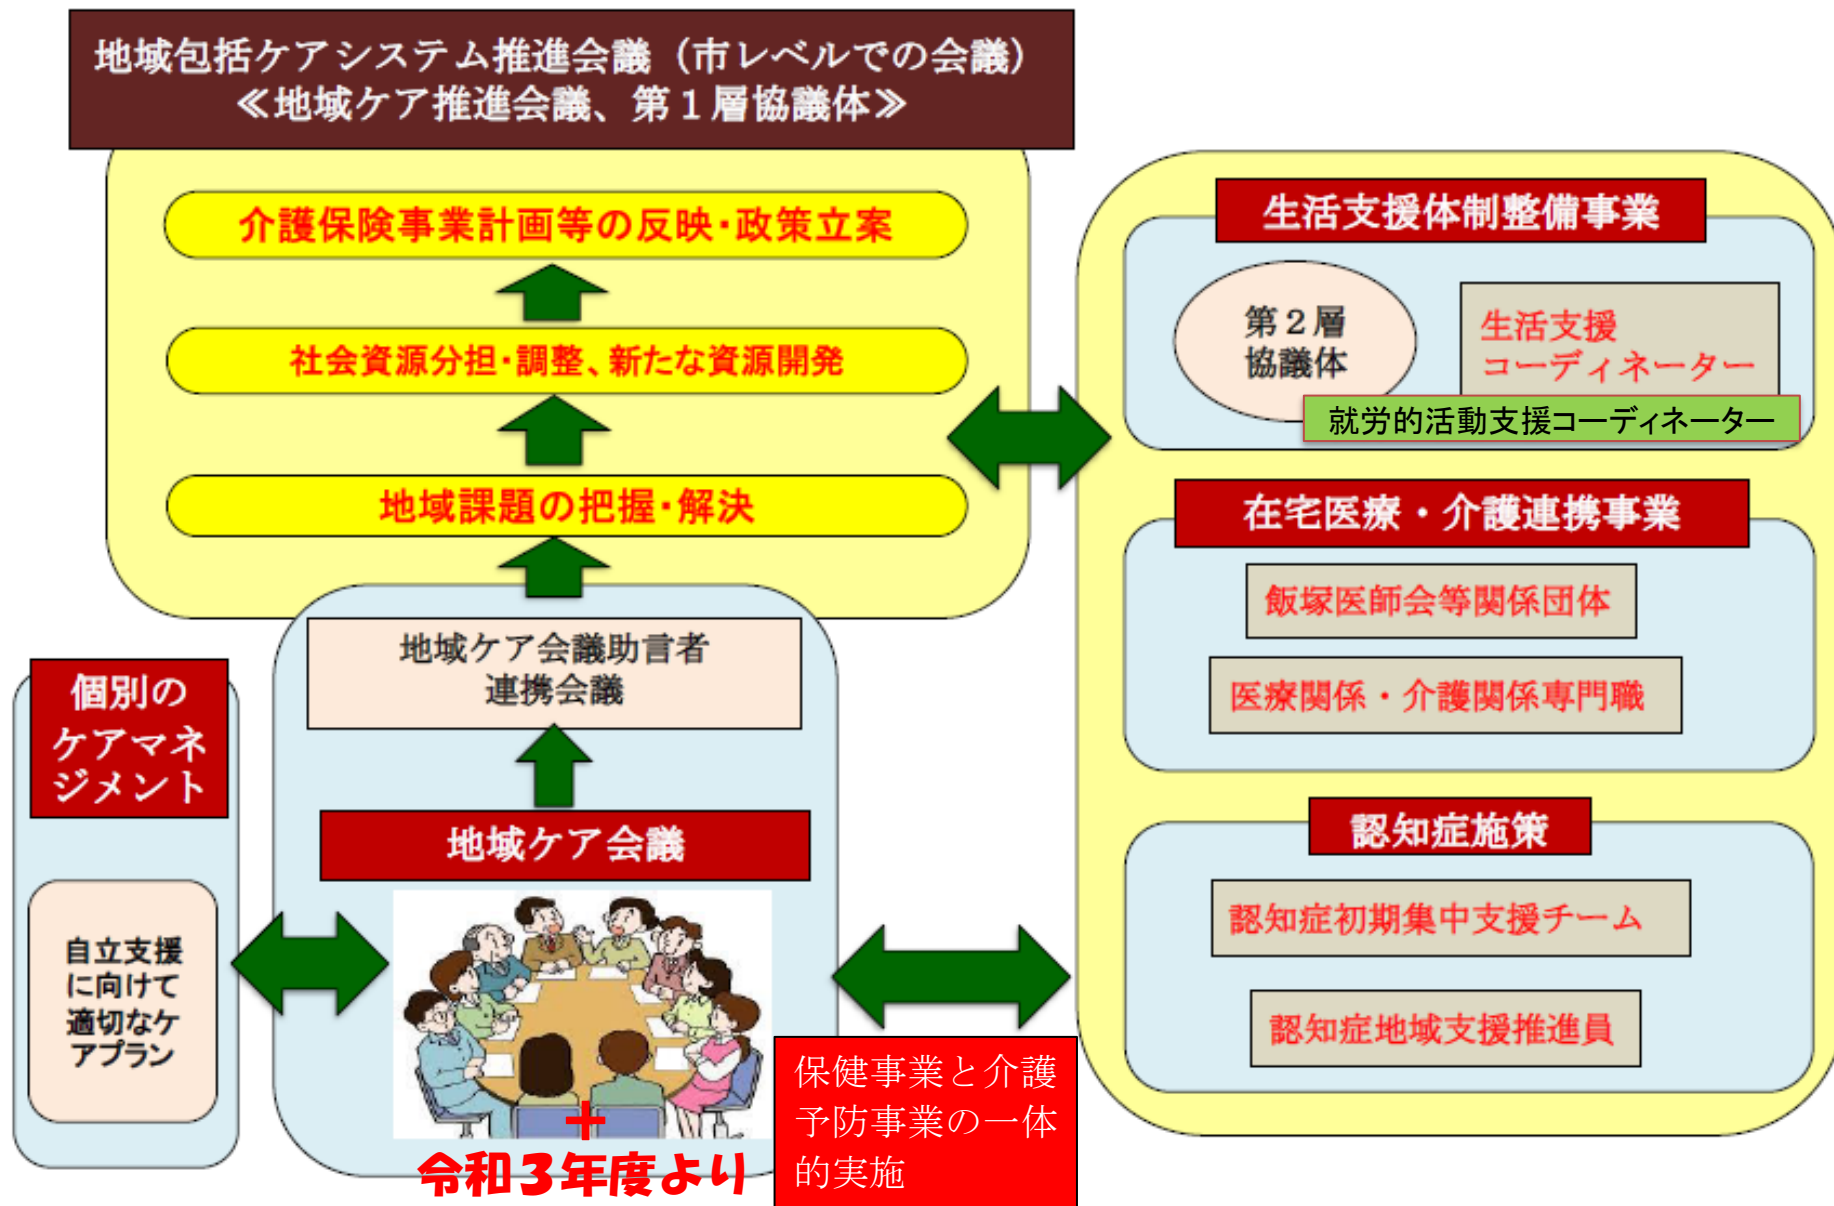 地域包括ケアシステム推進会議（市レベルでの会議）
≪地域ケア推進会議、第１層協議体≫
介護保険事業計画等の反映・政策立案
社会資源分担・調整、新たな資源開発
地域課題の把握・解決
地域ケア会議助言者
連携会議
地域ケア会議
個別の
ケアマネ
ジメント
自立支援
に向けて
適切なケ
アプラン
＋
令和３年度より
保健事業と介護
予防事業の一体
的実施
生活支援体制整備事業
第２層
協議体
生活支援
コーディネーター
就労的活動支援コーディネーター
在宅医療・介護連携事業
飯塚医師会等関係団体
医療関係・介護関係専門職
認知症施策
認知症初期集中支援チーム
認知症地域支援推進員